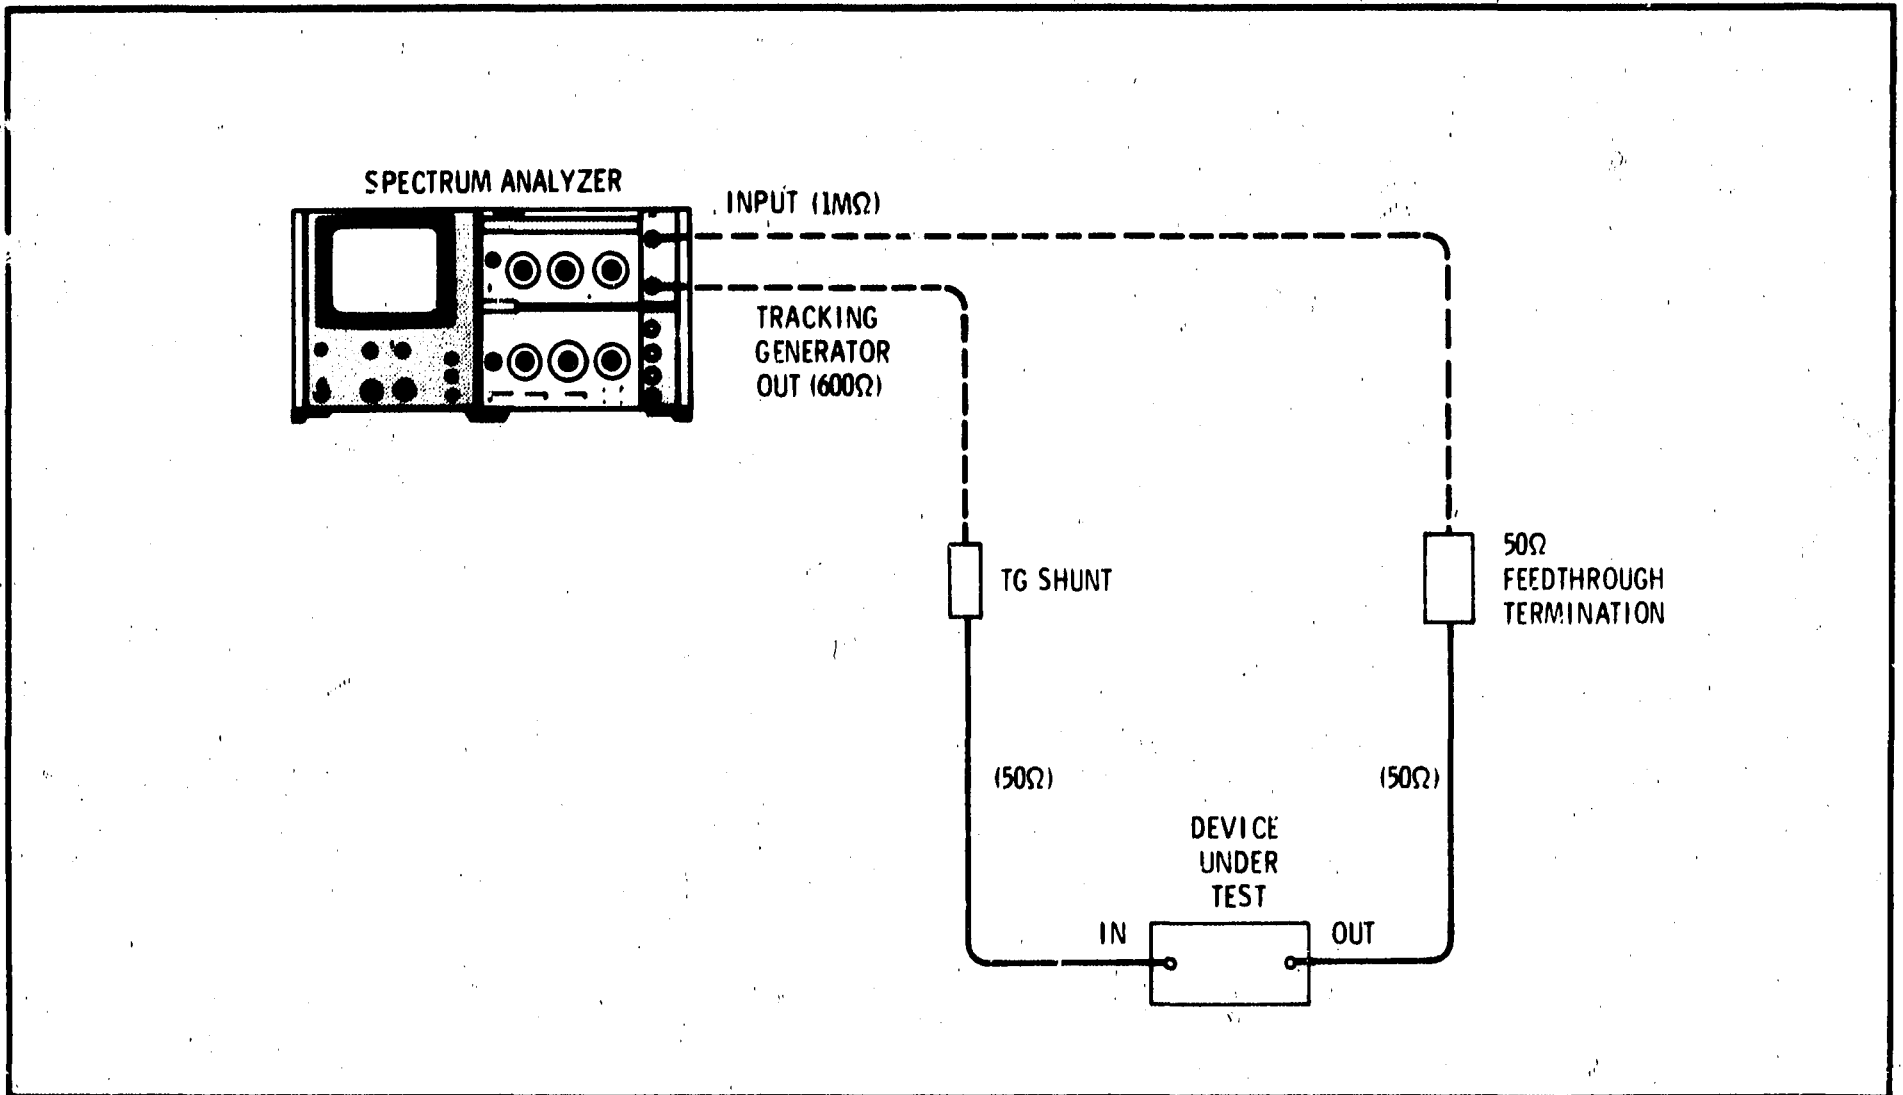 SPECTRUM ANALYZER
INPUT (1MΩ)
TRACKING
GENERATOR
OUT (600Ω)
TG SHUNT
50Ω
FEEDTHROUGH
TERMINATION
(50Ω)
(50Ω)
DEVICE
UNDER
TEST
IN
OUT